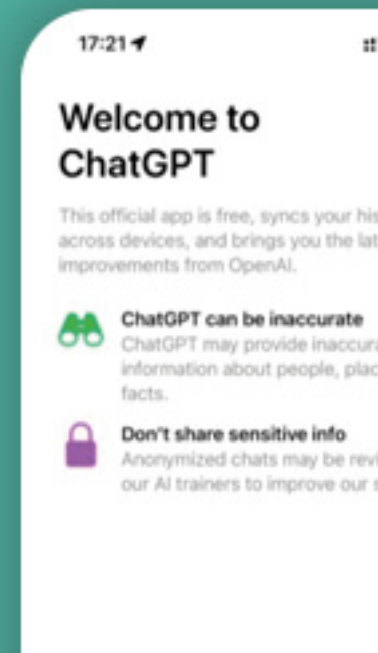 17:21
Welcome to
ChatGPT
This official app is free, syncs your his
across devices, and brings you the lat
improvements from OpenAI.
ChatGPT can be inaccurate
ChatGPT may provide inaccura
information about people, plac
facts.
Don't share sensitive info
Anonymized chats may be revi
our AI trainers to improve our s